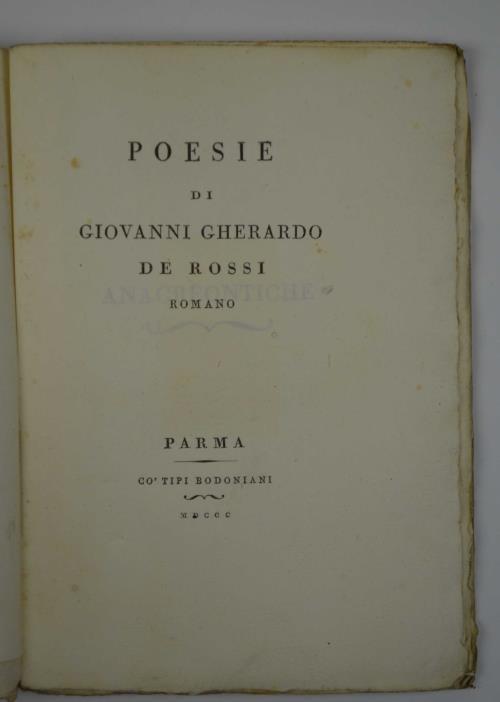 POESIE
DI
GIOVANNI GHERARDO
DE ROSSI
ANACREONTICHE
ROMANO
PARMA
CO' TIPI BODONIANI
MDCCC